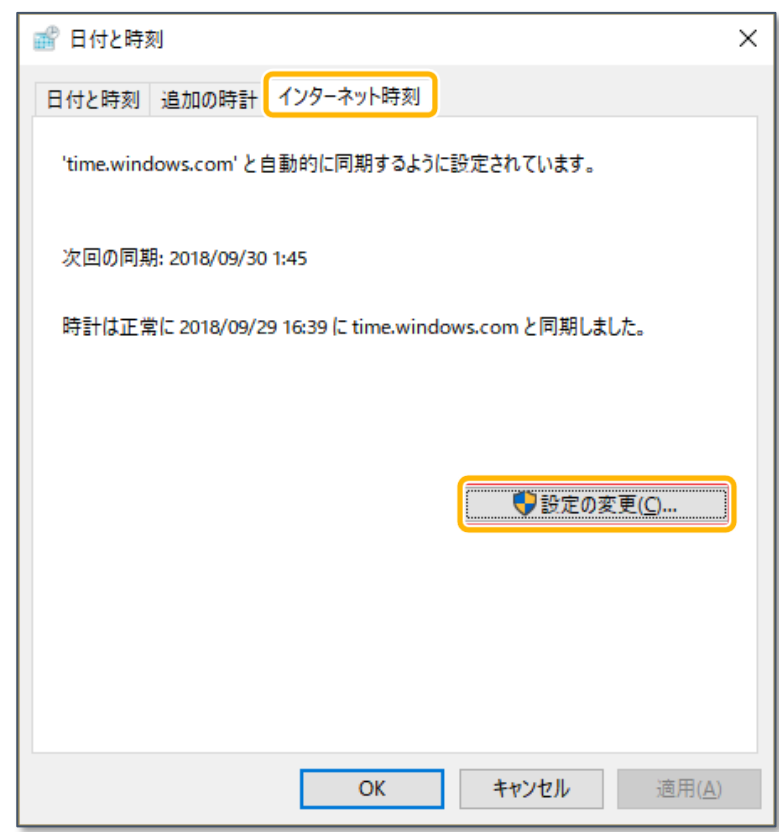 日付と時刻
日付と時刻 追加の時計 インターネット時刻
'time.windows.com' と自動的に同期するように設定されています。
次回の同期: 2018/09/30 1:45
時計は正常に 2018/09/29 16:39 に time.windows.com と同期しました。
設定の変更(C)...
OK キャンセル 適用(A)